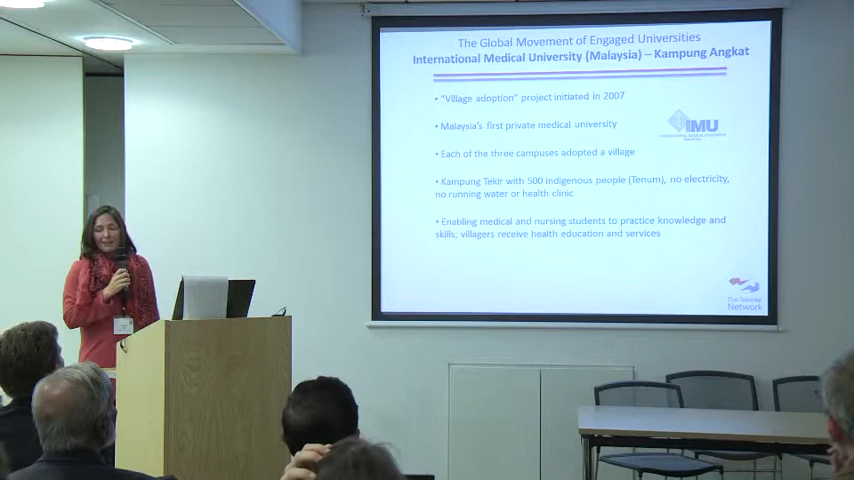 The Global Movement of Engaged Universities
International Medical University (Malaysia) – Kampung Angkat
• "Village adoption" project initiated in 2007
• Malaysia's first private medical university
IMU
• Each of the three campuses adopted a village
• Kampung Tekir with 500 indigenous people (Temum), no electricity,
no running water or health clinic
• Enabling medical and nursing students to practice knowledge and
skills; villagers receive health education and services
The Talloires
Network